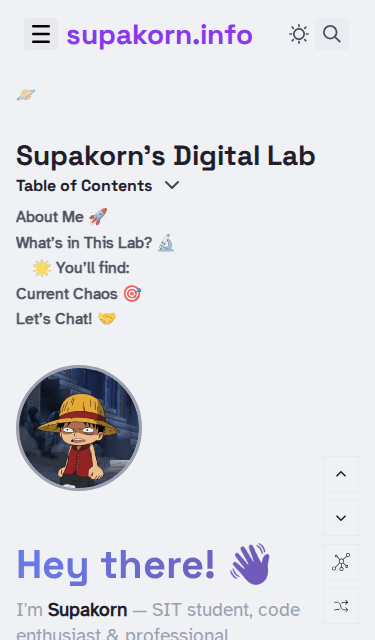 supakorn.info
Supakorn's Digital Lab
Table of Contents
About Me 🚀
What's in This Lab? 🔬
🌟 You'll find:
Current Chaos 🎯
Let's Chat! 🤝
Hey there! 👋
I'm Supakorn — SIT student, code
enthusiast & professional